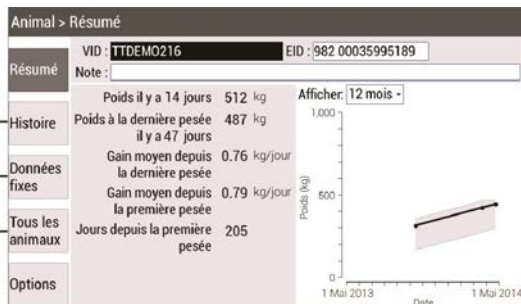 Animal > Résumé
VID : TTDEMO216 EID : 982 00035995189
Résumé
Note :
Poids il y a 14 jours 512 kg
Poids à la dernière pesée
il y a 47 jours 487 kg
Gain moyen depuis
la dernière pesée 0.76 kg/jour
Gain moyen depuis
la première pesée 0.79 kg/jour
Jours depuis la première
pesée 205
Histoire
Données
fixes
Tous les
animaux
Options
Afficher: 12 mois
1,000
500
0
Poids (kg)
1 Mai 2013 1 Mai 2014
Date